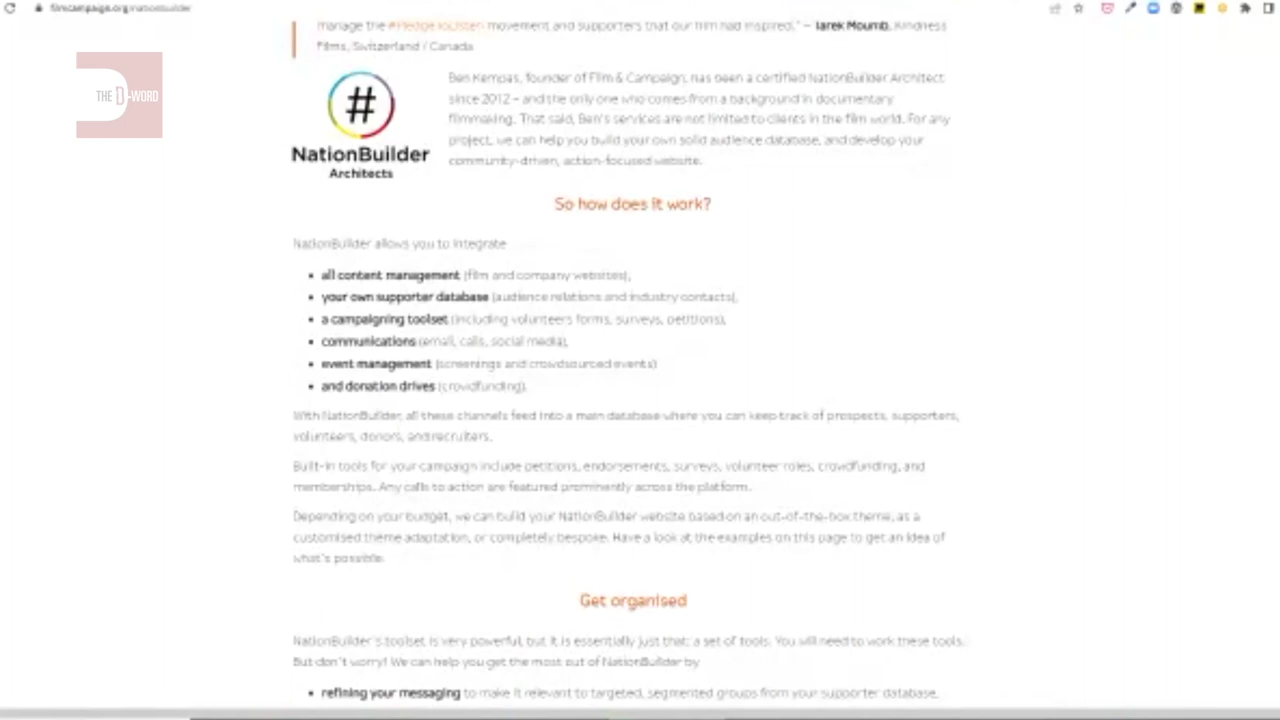 filmcampaign.org/nationbuilder
manage the #PledgeToListen movement and supporters that our film had inspired." – Jarek Mourib, Kindness
Films, Switzerland / Canada
THE D-WORD
#
NationBuilder
Architects
Ben Kempas, founder of Film & Campaign, has been a certified NationBuilder Architect
since 2012 – and the only one who comes from a background in documentary
filmmaking. That said, Ben's services are not limited to clients in the film world. For any
project, we can help you build your own solid audience database, and develop your
community-driven, action-focused website.
So how does it work?
NationBuilder allows you to integrate
• all content management (film and company websites),
• your own supporter database (audience relations and industry contacts),
• a campaigning toolset (including volunteers forms, surveys, petitions),
• communications (email, calls, social media),
• event management (screenings and crowdsourced events)
• and donation drives (crowdfunding).
With NationBuilder, all these channels feed into a main database where you can keep track of prospects, supporters,
volunteers, donors, and recruiters.
Built-in tools for your campaign include petitions, endorsements, surveys, volunteer roles, crowdfunding, and
memberships. Any calls to action are featured prominently across the platform.
Depending on your budget, we can build your NationBuilder website based on an out-of-the-box theme, as a
customised theme adaptation, or completely bespoke. Have a look at the examples on this page to get an idea of
what's possible.
Get organised
NationBuilder's toolset is very powerful, but it is essentially just that: a set of tools. You will need to work these tools.
But don't worry! We can help you get the most out of NationBuilder by
• refining your messaging to make it relevant to targeted, segmented groups from your supporter database,